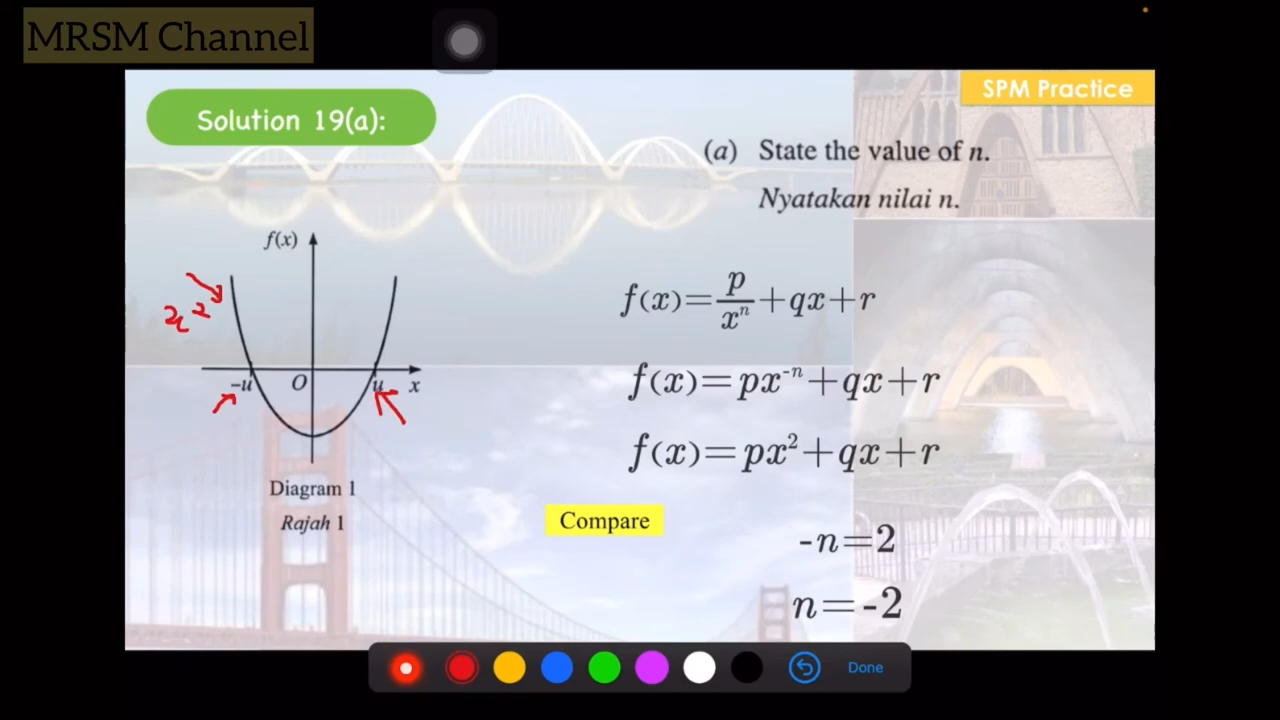 MRSM Channel
SPM Practice
Solution 19(a):
(a) State the value of n.
Nyatakan nilai n.
f(x)
x²
-u O u x
Diagram 1
Rajah 1
f(x)=p/xⁿ+qx+r
f(x)=px⁻ⁿ+qx+r
f(x)=px²+qx+r
Compare
-n=2
n=-2
Done